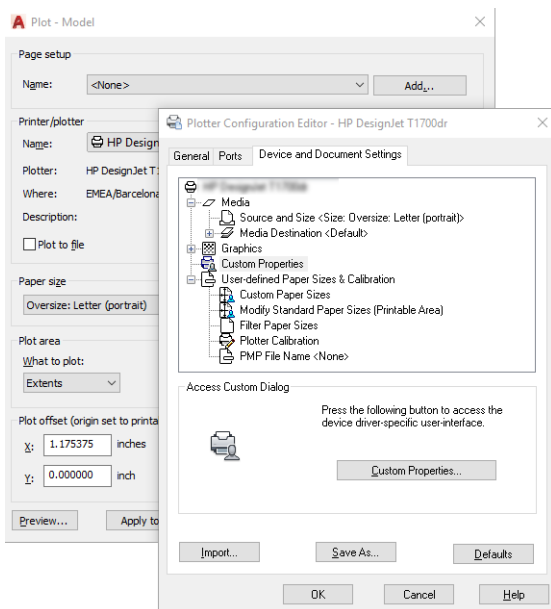 Plot - Model
Page setup
Name:
<None>
Add...
Printer/plotter
Name:
HP Design
Plotter:
HP DesignJet T1
Where:
EMEA/Barcelona
Description:
Plot to file
Paper size
Oversize: Letter (portrait)
Plot area
What to plot:
Extents
Plot offset (origin set to printa
X:
1.175375
inches
Y:
0.000000
inch
Preview...
Apply to
Plotter Configuration Editor - HP DesignJet T1700dr
General
Ports
Device and Document Settings
Media
Source and Size <Size: Oversize: Letter (portrait)>
Media Destination <Default>
Graphics
Custom Properties
User-defined Paper Sizes & Calibration
Custom Paper Sizes
Modify Standard Paper Sizes (Printable Area)
Filter Paper Sizes
Plotter Calibration
PMP File Name <None>
Access Custom Dialog
Press the following button to access the
device driver-specific user-interface.
Custom Properties...
Import...
Save As...
Defaults
OK
Cancel
Help